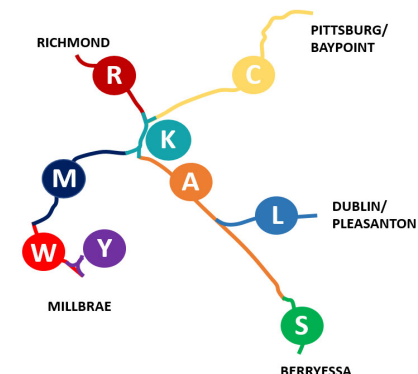 PITTSBURG/
BAYPOINT
RICHMOND
R
C
K
M
A
L
DUBLIN/
PLEASANTON
W
Y
MILLBRAE
S
BERRYESSA